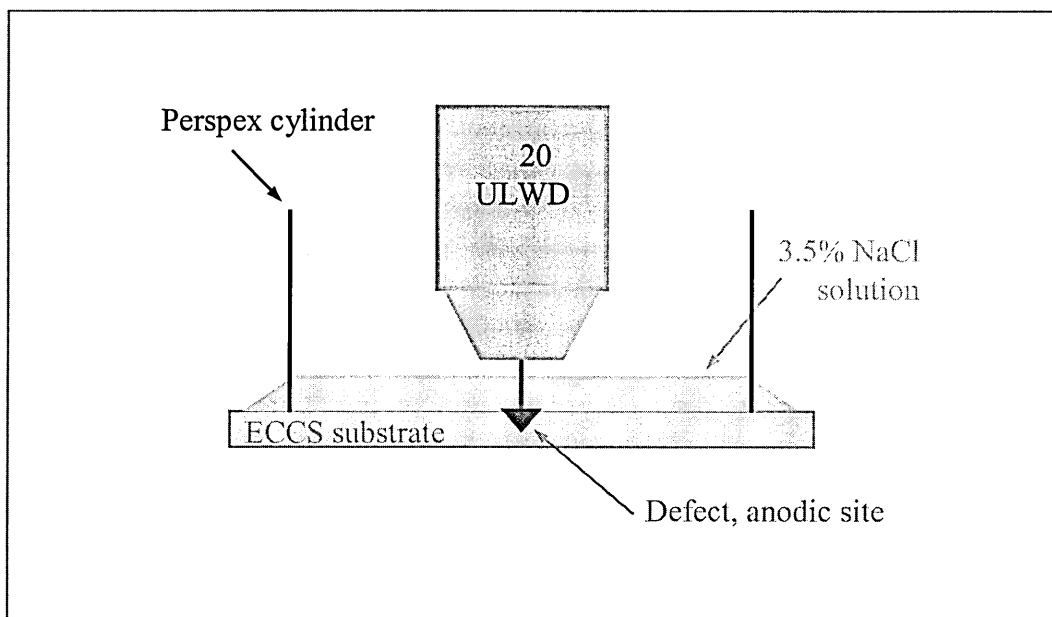 Perspex cylinder
20
ULWD
3.5% NaCl
solution
ECCS substrate
Defect, anodic site